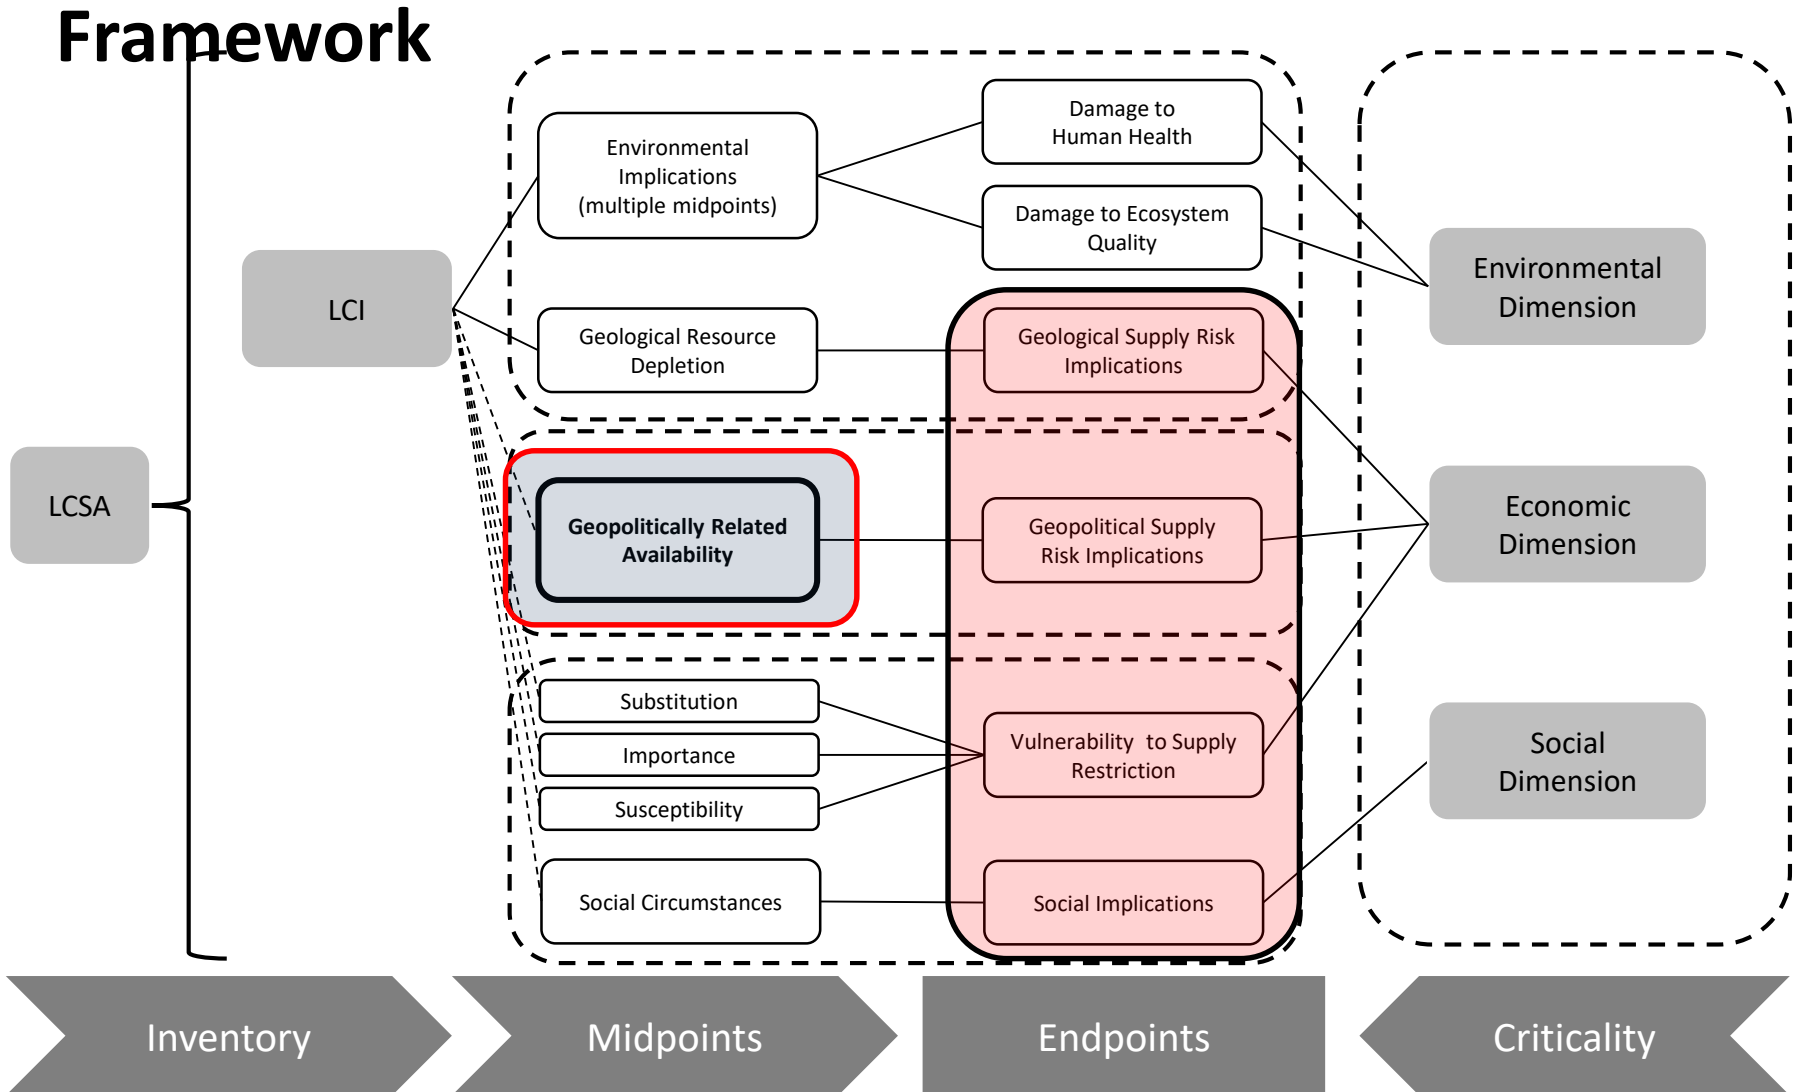 Framework
LCSA
LCI
Environmental
Implications
(multiple midpoints)
Geological Resource
Depletion
Geopolitically Related
Availability
Substitution
Importance
Susceptibility
Social Circumstances
Damage to
Human Health
Damage to Ecosystem
Quality
Geological Supply Risk
Implications
Geopolitical Supply
Risk Implications
Vulnerability to Supply
Restriction
Social Implications
Environmental
Dimension
Economic
Dimension
Social
Dimension
Inventory
Midpoints
Endpoints
Criticality